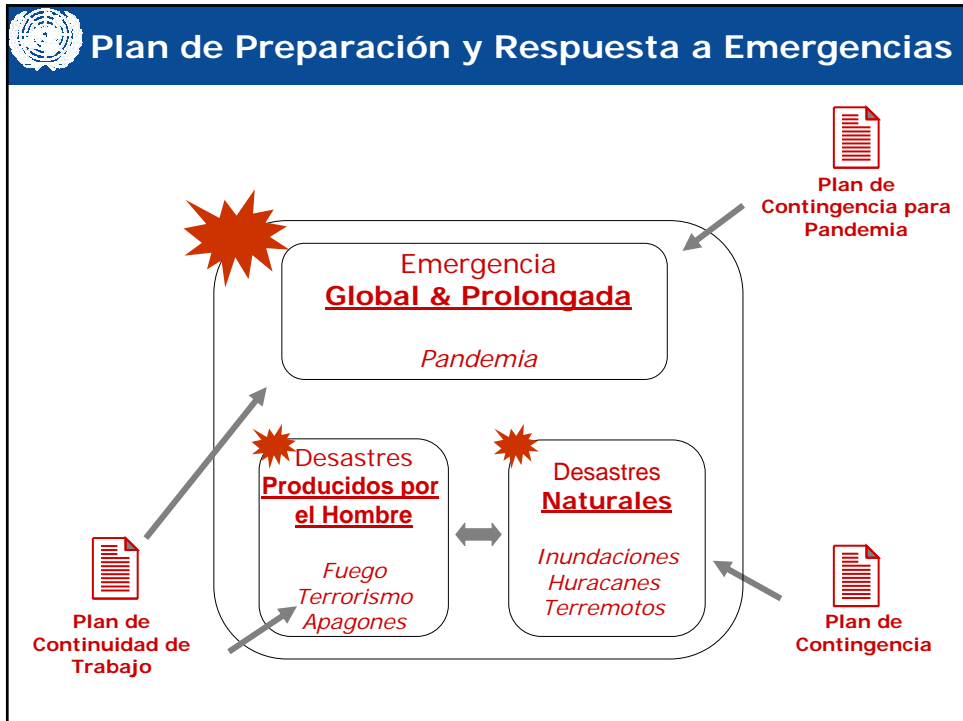 Plan de Preparación y Respuesta a Emergencias
Plan de
Contingencia para
Pandemia
Emergencia
Global & Prolongada
Pandemia
Desastres
Producidos por
el Hombre
Fuego
Terrorismo
Apagones
Desastres
Naturales
Inundaciones
Huracanes
Terremotos
Plan de
Continuidad de
Trabajo
Plan de
Contingencia